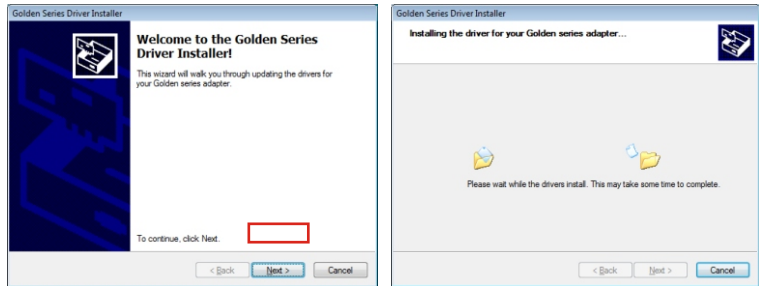 Golden Series Driver Installer
Welcome to the Golden Series
Driver Installer!
This wizard will walk you through updating the drivers for
your Golden series adapter.
To continue, click Next.
< Back
Next >
Cancel
Golden Series Driver Installer
Installing the driver for your Golden series adapter...
Please wait while the drivers install. This may take some time to complete.
< Back
Next >
Cancel